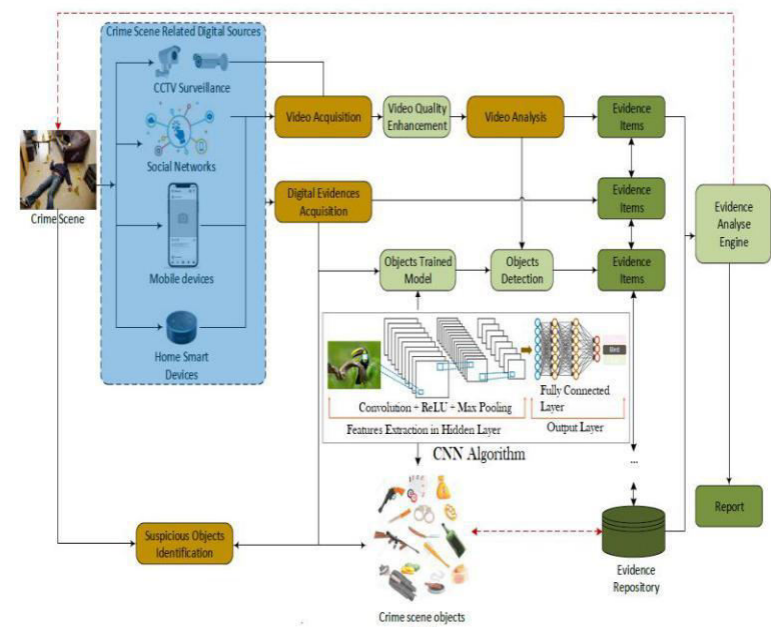 Crime Scene Related Digital Sources
CCTV Surveillance
Social Networks
Mobile devices
Home Smart
Devices
Crime Scene
Video Acquisition
Video Quality
Enhancement
Video Analysis
Evidence
Items
Digital Evidences
Acquisition
Evidence
Items
Evidence
Analyse
Engine
Objects Trained
Model
Objects
Detection
Evidence
Items
Bird
Convolution + ReLU + Max Pooling
Fully Connected
Layer
Features Extraction in Hidden Layer
Output Layer
CNN Algorithm
...
Report
Suspicious Objects
Identification
Crime scene objects
Evidence
Repository